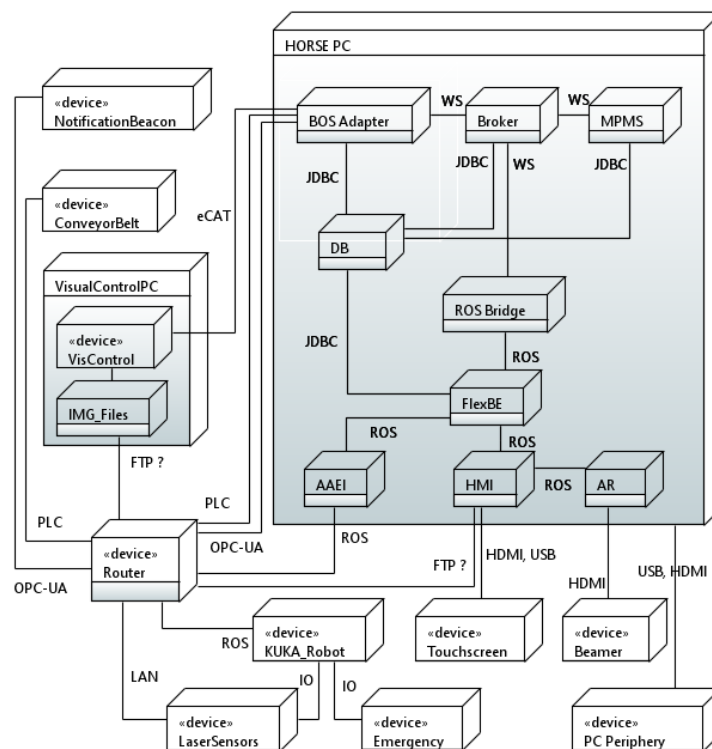 HORSE PC
«device»
NotificationBeacon
BOS Adapter
WS
Broker
WS
MPMS
JDBC
JDBC
WS
JDBC
«device»
ConveyorBelt
eCAT
DB
VisualControlPC
«device»
VisControl
ROS Bridge
JDBC
ROS
IMG_Files
FlexBE
ROS
ROS
FTP ?
AAEI
HMI
ROS
AR
PLC
PLC
«device»
Router
OPC-UA
ROS
HDMI, USB
FTP ?
HDMI
USB, HDMI
OPC-UA
ROS
«device»
KUKA_Robot
«device»
Touchscreen
«device»
Beamer
LAN
IO
IO
«device»
LaserSensors
«device»
Emergency
«device»
PC Periphery